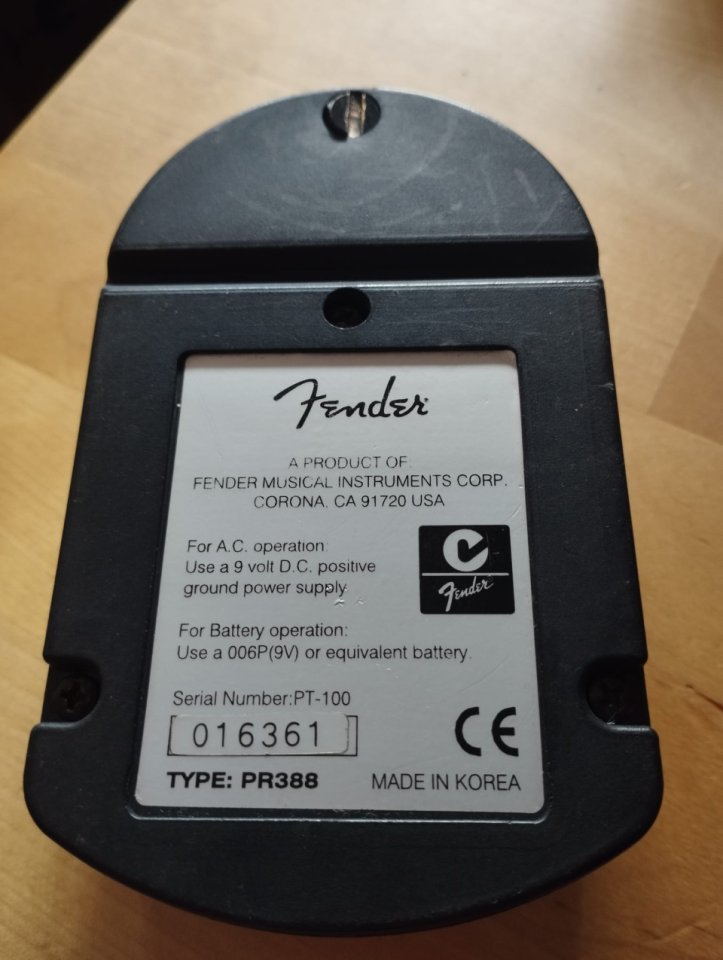 Fender
A PRODUCT OF:
FENDER MUSICAL INSTRUMENTS CORP.
CORONA, CA 91720 USA
For A.C. operation:
Use a 9 volt D.C. positive
ground power supply.
Fender
For Battery operation:
Use a 006P(9V) or equivalent battery.
Serial Number:PT-100
016361
CE
TYPE: PR388
MADE IN KOREA